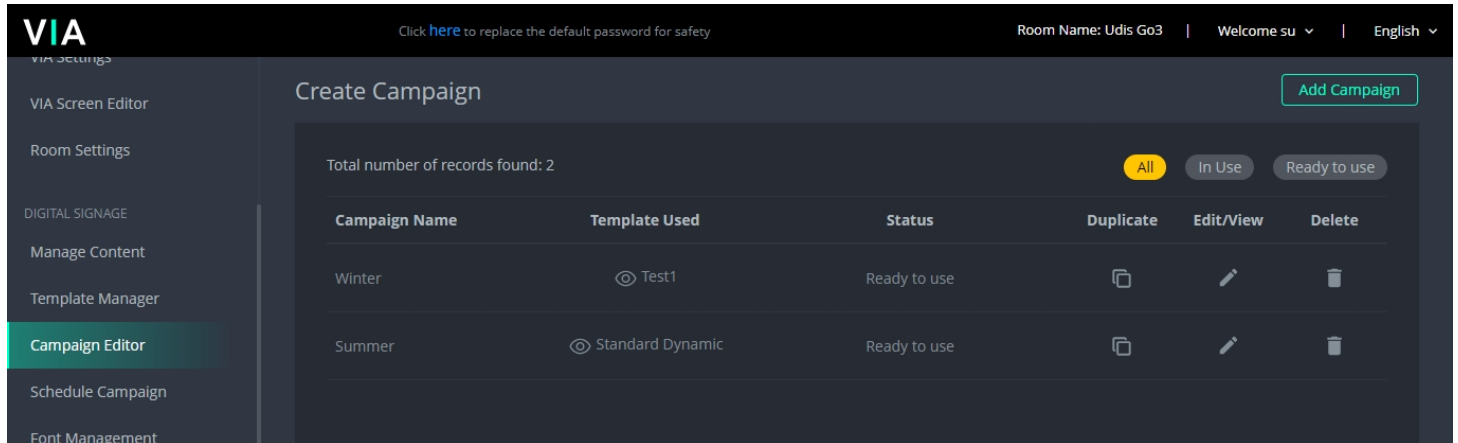 VIA
Click here to replace the default password for safety
Room Name: Udis Go3 | Welcome su | English
VIA Settings
VIA Screen Editor
Room Settings
DIGITAL SIGNAGE
Manage Content
Template Manager
Campaign Editor
Schedule Campaign
Font Management
Create Campaign
Add Campaign
Total number of records found: 2
All In Use Ready to use
Campaign Name Template Used Status Duplicate Edit/View Delete
Winter Test1 Ready to use
Summer Standard Dynamic Ready to use